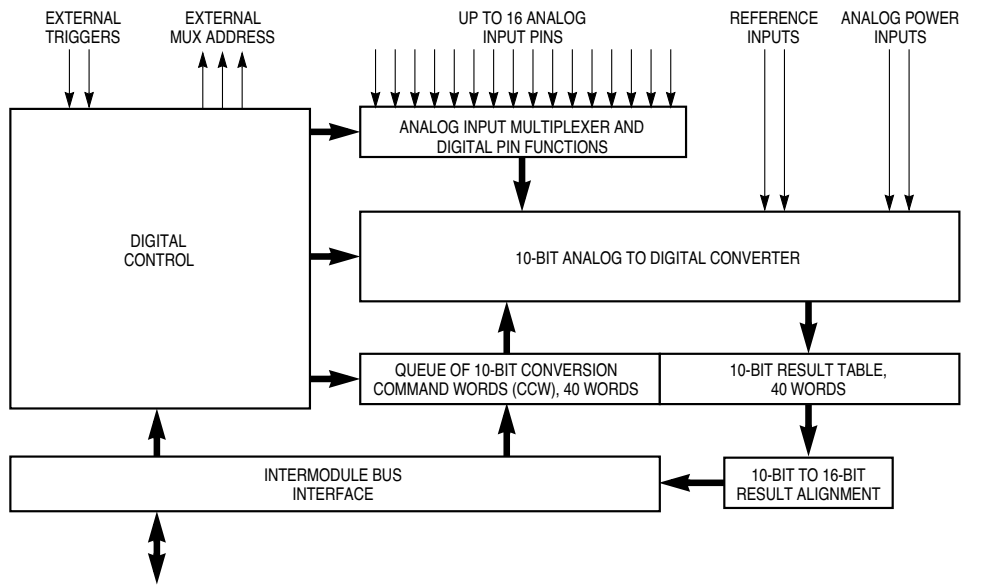 EXTERNAL
TRIGGERS
EXTERNAL
MUX ADDRESS
UP TO 16 ANALOG
INPUT PINS
REFERENCE
INPUTS
ANALOG POWER
INPUTS
ANALOG INPUT MULTIPLEXER AND
DIGITAL PIN FUNCTIONS
DIGITAL
CONTROL
10-BIT ANALOG TO DIGITAL CONVERTER
QUEUE OF 10-BIT CONVERSION
COMMAND WORDS (CCW), 40 WORDS
10-BIT RESULT TABLE,
40 WORDS
INTERMODULE BUS
INTERFACE
10-BIT TO 16-BIT
RESULT ALIGNMENT